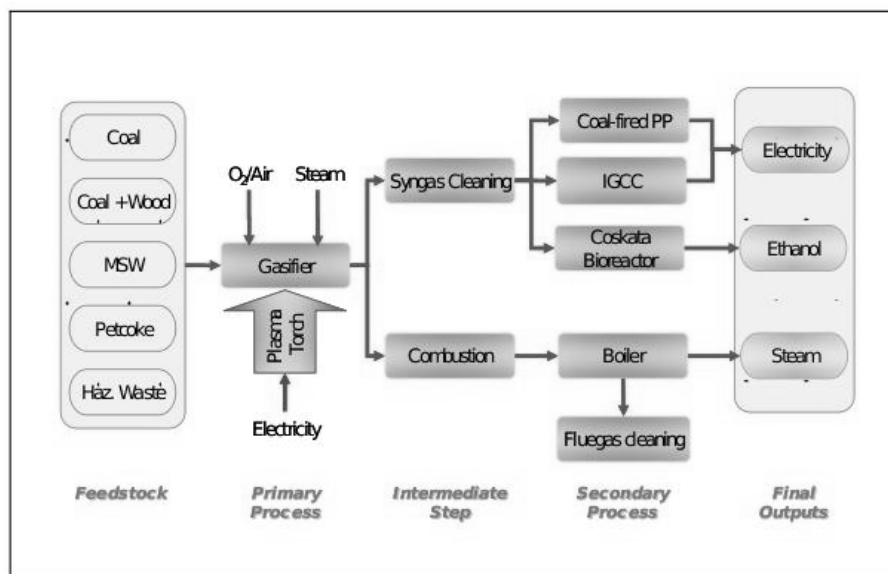 Coal
Coal + Wood
MSW
Petcoke
Haz. Waste
O₂/Air
Steam
Gasifier
Plasma
Torch
Electricity
Syngas Cleaning
Combustion
Coal-fired PP
IGCC
Coskata
Bioreactor
Boiler
Fluegas cleaning
Electricity
Ethanol
Steam
Feedstock
Primary
Process
Intermediate
Step
Secondary
Process
Final
Outputs